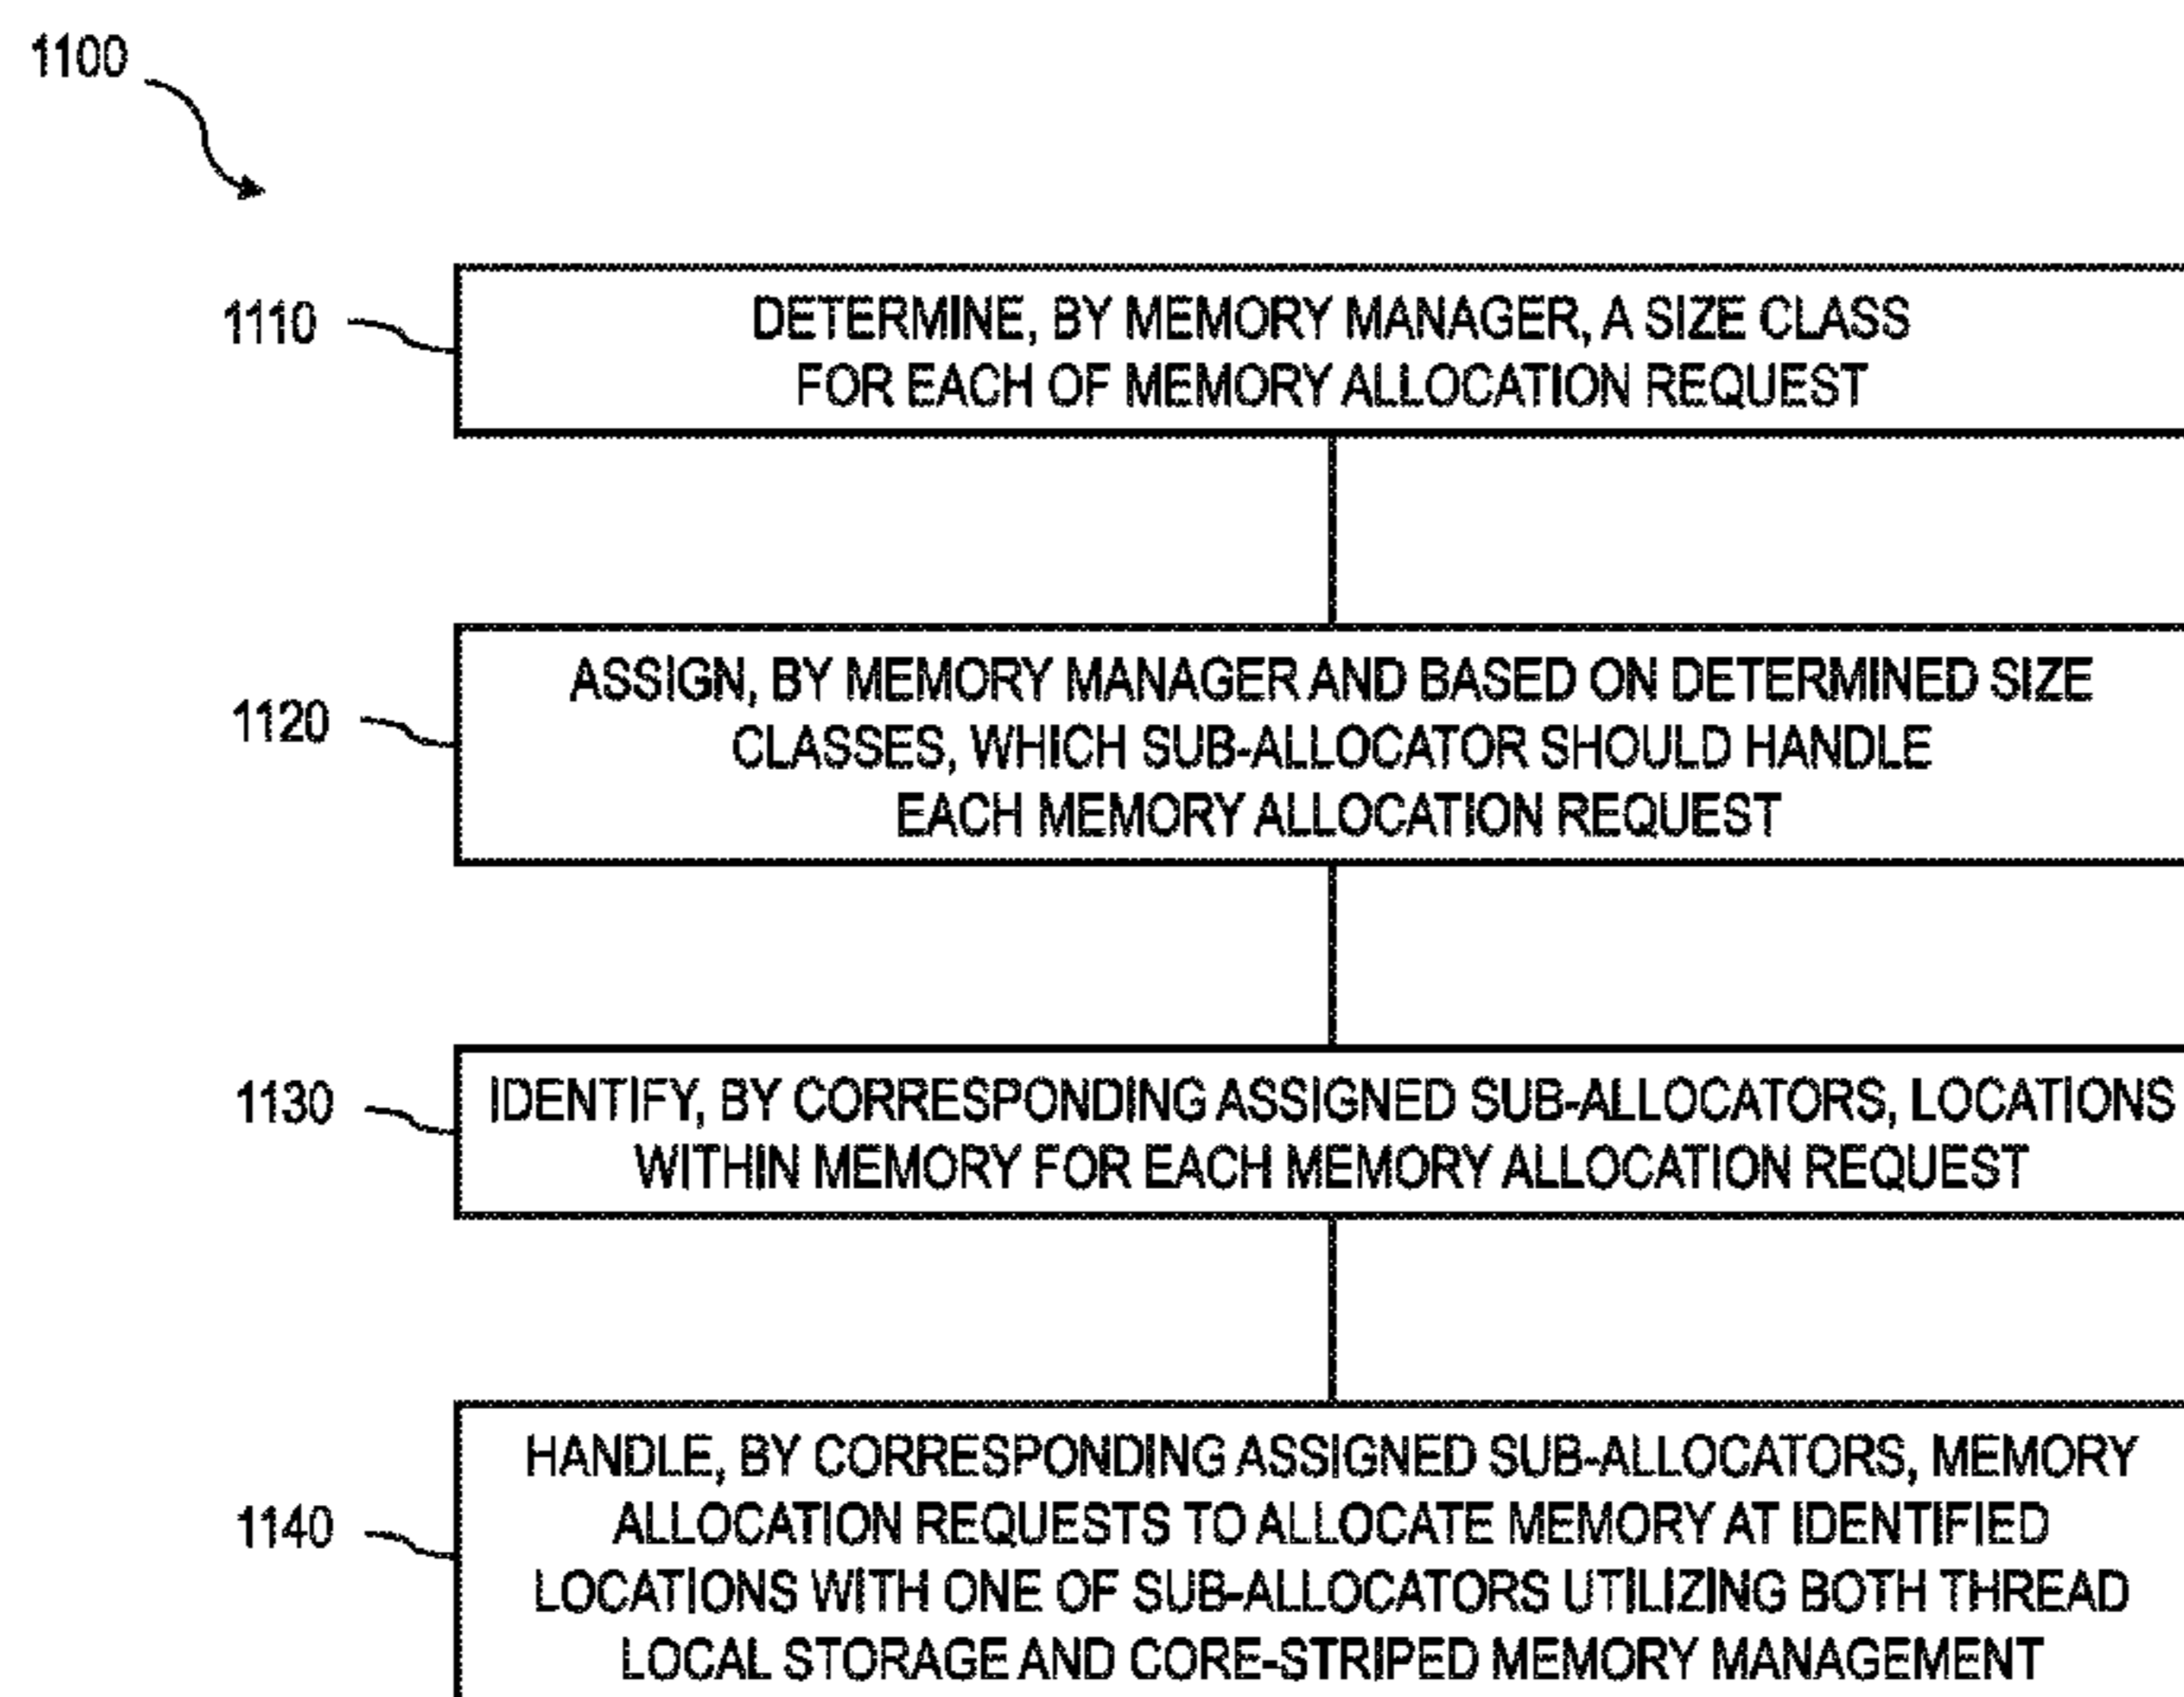 1100
1110
DETERMINE, BY MEMORY MANAGER, A SIZE CLASS
FOR EACH OF MEMORY ALLOCATION REQUEST
1120
ASSIGN, BY MEMORY MANAGER AND BASED ON DETERMINED SIZE
CLASSES, WHICH SUB-ALLOCATOR SHOULD HANDLE
EACH MEMORY ALLOCATION REQUEST
1130
IDENTIFY, BY CORRESPONDING ASSIGNED SUB-ALLOCATORS, LOCATIONS
WITHIN MEMORY FOR EACH MEMORY ALLOCATION REQUEST
1140
HANDLE, BY CORRESPONDING ASSIGNED SUB-ALLOCATORS, MEMORY
ALLOCATION REQUESTS TO ALLOCATE MEMORY AT IDENTIFIED
LOCATIONS WITH ONE OF SUB-ALLOCATORS UTILIZING BOTH THREAD
LOCAL STORAGE AND CORE-STRIPED MEMORY MANAGEMENT